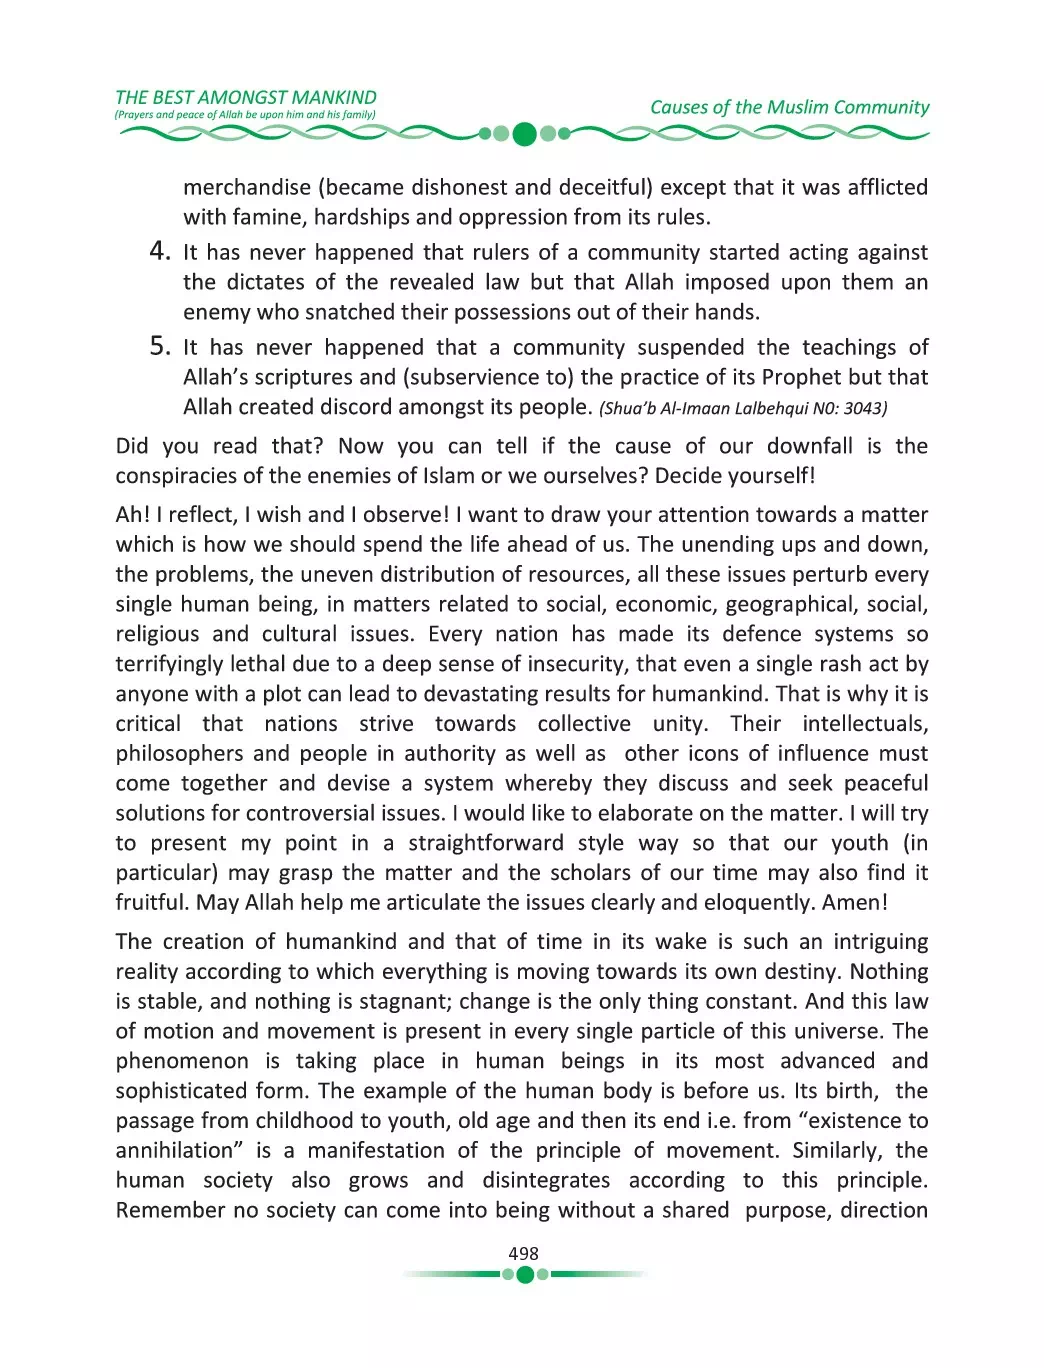 THE BEST AMONGST MANKIND
(Prayers and peace of Allah be upon him and his family)
Causes of the Muslim Community
merchandise (became dishonest and deceitful) except that it was afflicted
with famine, hardships and oppression from its rules.
4. It has never happened that rulers of a community started acting against
the dictates of the revealed law but that Allah imposed upon them an
enemy who snatched their possessions out of their hands.
5. It has never happened that a community suspended the teachings of
Allah’s scriptures and (subservience to) the practice of its Prophet but that
Allah created discord amongst its people. (Shua’b Al-Imaan Lalbehqui N0: 3043)
Did you read that? Now you can tell if the cause of our downfall is the
conspiracies of the enemies of Islam or we ourselves? Decide yourself!
Ah! I reflect, I wish and I observe! I want to draw your attention towards a matter
which is how we should spend the life ahead of us. The unending ups and down,
the problems, the uneven distribution of resources, all these issues perturb every
single human being, in matters related to social, economic, geographical, social,
religious and cultural issues. Every nation has made its defence systems so
terrifyingly lethal due to a deep sense of insecurity, that even a single rash act by
anyone with a plot can lead to devastating results for humankind. That is why it is
critical that nations strive towards collective unity. Their intellectuals,
philosophers and people in authority as well as other icons of influence must
come together and devise a system whereby they discuss and seek peaceful
solutions for controversial issues. I would like to elaborate on the matter. I will try
to present my point in a straightforward style way so that our youth (in
particular) may grasp the matter and the scholars of our time may also find it
fruitful. May Allah help me articulate the issues clearly and eloquently. Amen!
The creation of humankind and that of time in its wake is such an intriguing
reality according to which everything is moving towards its own destiny. Nothing
is stable, and nothing is stagnant; change is the only thing constant. And this law
of motion and movement is present in every single particle of this universe. The
phenomenon is taking place in human beings in its most advanced and
sophisticated form. The example of the human body is before us. Its birth, the
passage from childhood to youth, old age and then its end i.e. from “existence to
annihilation” is a manifestation of the principle of movement. Similarly, the
human society also grows and disintegrates according to this principle.
Remember no society can come into being without a shared purpose, direction
498